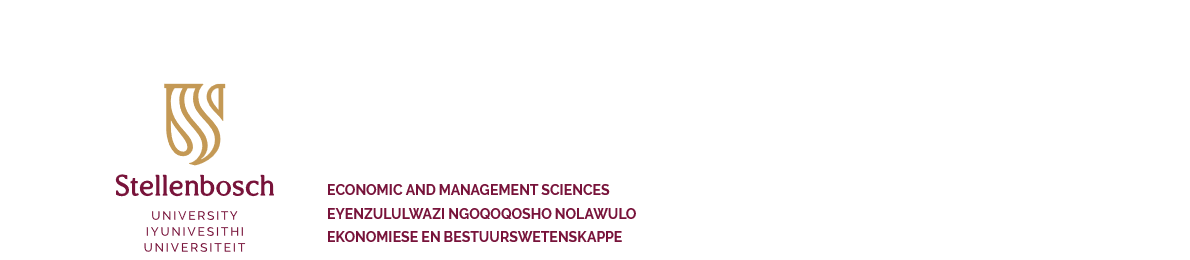 Stellenbosch
UNIVERSITY
IYUNIVESITHI
UNIVERSITEIT
ECONOMIC AND MANAGEMENT SCIENCES
EYENZULULWAZI NGOQOQOSHO NOLAWULO
EKONOMIESE EN BESTUURSWETENSKAPPE